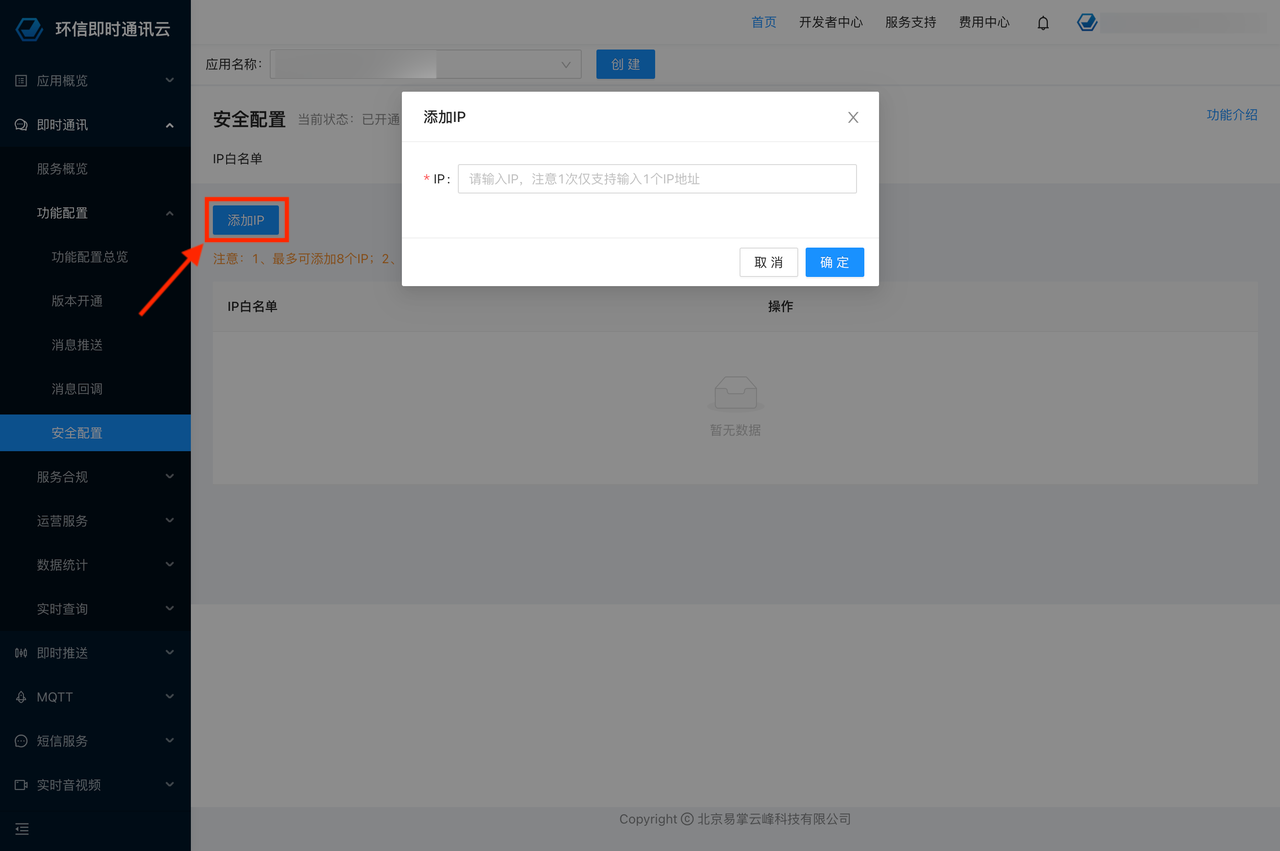 环信即时通讯云
首页
开发者中心
服务支持
费用中心
应用名称:
创 建
应用概览
即时通讯
服务概览
功能配置
功能配置总览
版本开通
消息推送
消息回调
安全配置
服务合规
运营服务
数据统计
实时查询
即时推送
MQTT
短信服务
实时音视频
安全配置
当前状态: 已开通
功能介绍
IP白名单
添加IP
注意: 1、最多可添加8个IP; 2、
IP白名单
操作
暂无数据
添加IP
* IP:
请输入IP，注意1次仅支持输入1个IP地址
取 消
确 定
Copyright © 北京易掌云峰科技有限公司